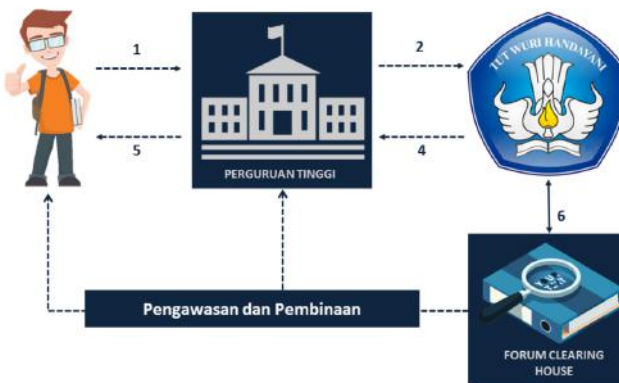 1
2
TUT WURI HANDAYANI
5
4
PERGURUAN TINGGI
6
Pengawasan dan Pembinaan
FORUM CLEARING
HOUSE